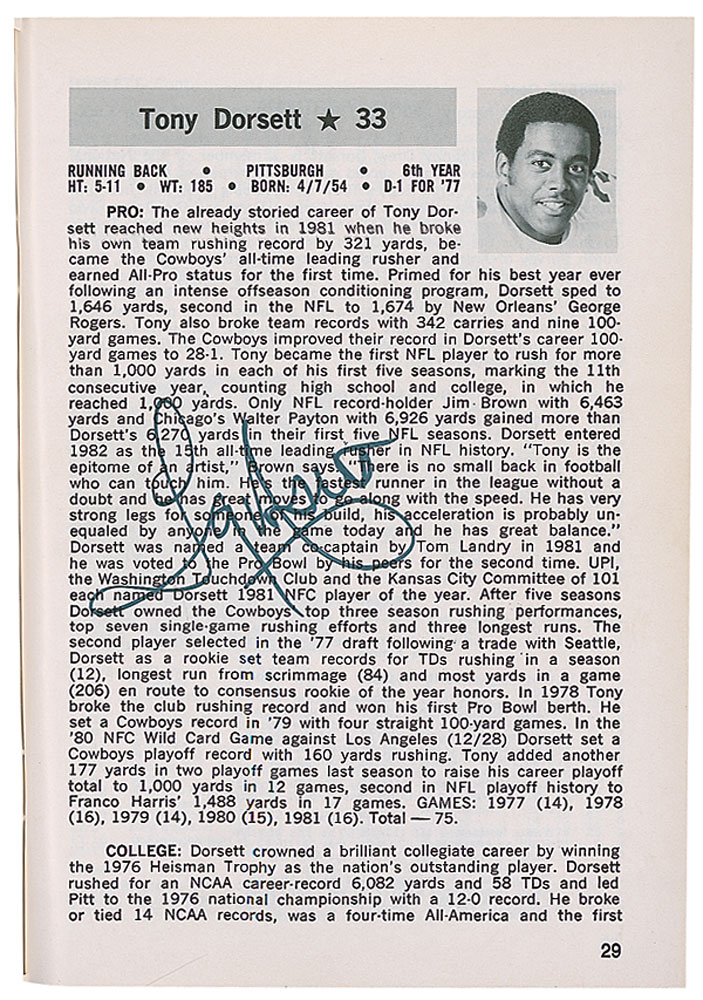 Tony Dorsett ★ 33
RUNNING BACK • PITTSBURGH • 6th YEAR
HT: 5-11 • WT: 185 • BORN: 4/7/54 • D-1 FOR '77
PRO: The already storied career of Tony Dor-
sett reached new heights in 1981 when he broke
his own team rushing record by 321 yards, be-
came the Cowboys' all-time leading rusher and
earned All-Pro status for the first time. Primed for his best year ever
following an intense offseason conditioning program, Dorsett sped to
1,646 yards, second in the NFL to 1,674 by New Orleans' George
Rogers. Tony also broke team records with 342 carries and nine 100-
yard games. The Cowboys improved their record in Dorsett's career 100-
yard games to 28-1. Tony became the first NFL player to rush for more
than 1,000 yards in each of his first five seasons, marking the 11th
consecutive year, counting high school and college, in which he
reached 1,000 yards. Only NFL record-holder Jim Brown with 6,463
yards and Chicago's Walter Payton with 6,926 yards gained more than
Dorsett's 6,270 yards in their first five NFL seasons. Dorsett entered
1982 as the 15th all-time leading rusher in NFL history. "Tony is the
epitome of an artist," Brown says. "There is no small back in football
who can touch him. He's the fastest runner in the league without a
doubt and he has great moves to go along with the speed. He has very
strong legs for someone of his build, his acceleration is probably un-
equaled by anyone in the game today and he has great balance."
Dorsett was named a team co-captain by Tom Landry in 1981 and
he was voted to the Pro Bowl by his peers for the second time. UPI,
the Washington Touchdown Club and the Kansas City Committee of 101
each named Dorsett 1981 NFC player of the year. After five seasons
Dorsett owned the Cowboys' top three season rushing performances,
top seven single-game rushing efforts and three longest runs. The
second player selected in the '77 draft following a trade with Seattle,
Dorsett as a rookie set team records for TDs rushing in a season
(12), longest run from scrimmage (84) and most yards in a game
(206) en route to consensus rookie of the year honors. In 1978 Tony
broke the club rushing record and won his first Pro Bowl berth. He
set a Cowboys record in '79 with four straight 100-yard games. In the
'80 NFC Wild Card Game against Los Angeles (12/28) Dorsett set a
Cowboys playoff record with 160 yards rushing. Tony added another
177 yards in two playoff games last season to raise his career playoff
total to 1,000 yards in 12 games, second in NFL playoff history to
Franco Harris' 1,488 yards in 17 games. GAMES: 1977 (14), 1978
(16), 1979 (14), 1980 (15), 1981 (16). Total — 75.
COLLEGE: Dorsett crowned a brilliant collegiate career by winning
the 1976 Heisman Trophy as the nation's outstanding player. Dorsett
rushed for an NCAA career-record 6,082 yards and 58 TDs and led
Pitt to the 1976 national championship with a 12-0 record. He broke
or tied 14 NCAA records, was a four-time All-America and the first
29